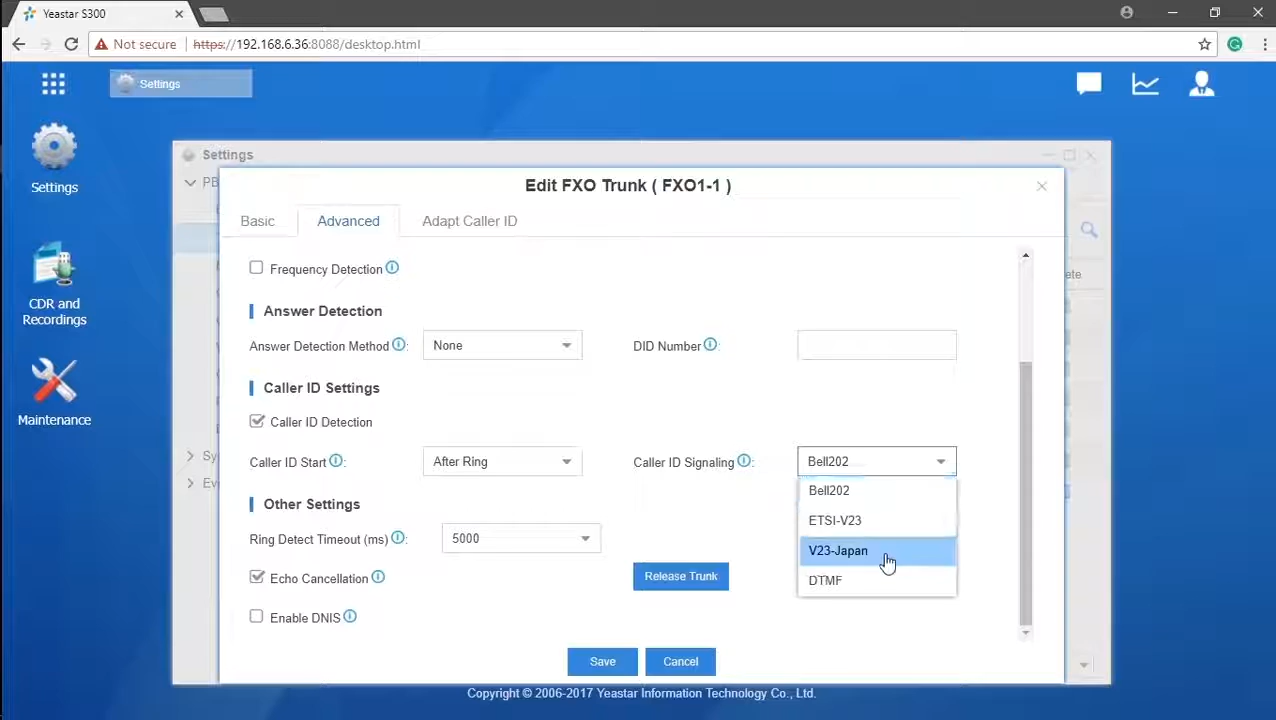 Yeastar S300
Not secure https://192.168.6.36:8088/desktop.html
Settings
Settings
CDR and
Recordings
Maintenance
Settings
PB
Sy
Ev
ete
Edit FXO Trunk ( FXO1-1 )
Basic Advanced Adapt Caller ID
Frequency Detection
Answer Detection
Answer Detection Method : None DID Number :
Caller ID Settings
Caller ID Detection
Caller ID Start : After Ring Caller ID Signaling : Bell202
Bell202
ETSI-V23
V23-Japan
DTMF
Other Settings
Ring Detect Timeout (ms) : 5000
Echo Cancellation Release Trunk
Enable DNIS
Save Cancel
Copyright © 2006-2017 Yeastar Information Technology Co., Ltd.